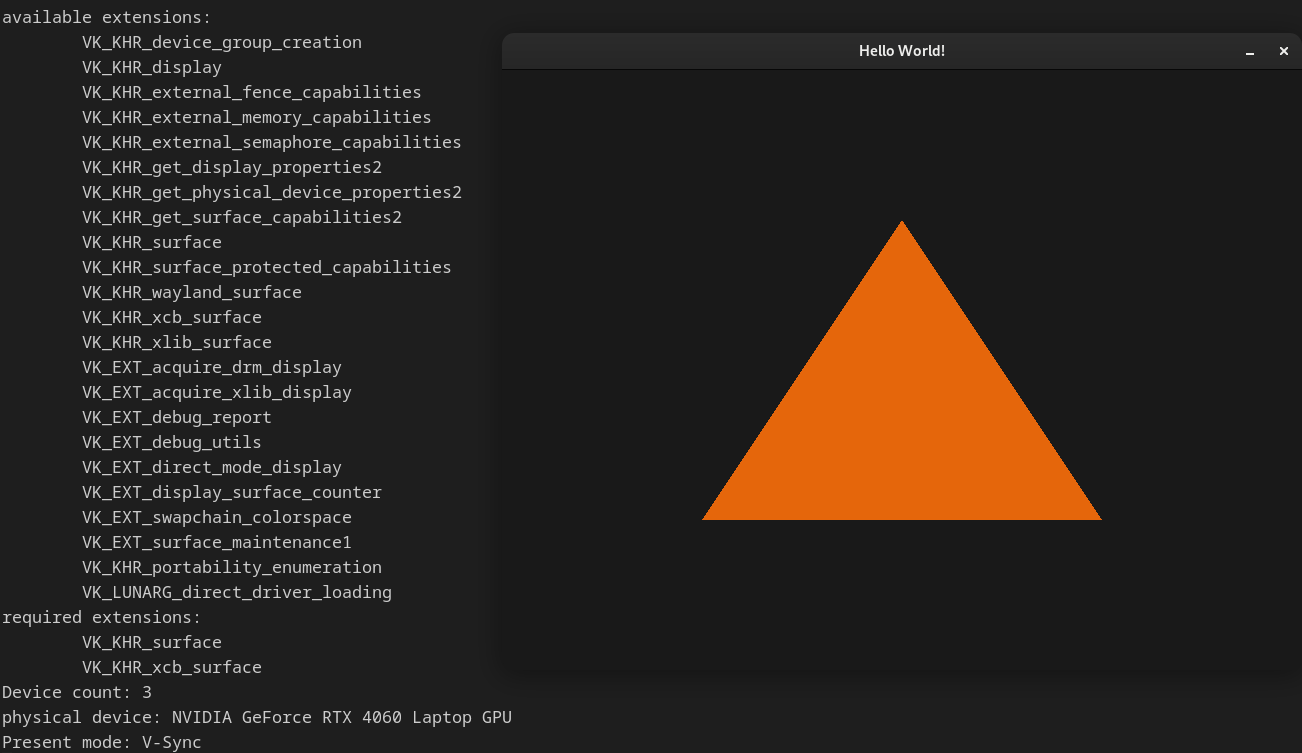 available extensions:
VK_KHR_device_group_creation
VK_KHR_display
VK_KHR_external_fence_capabilities
VK_KHR_external_memory_capabilities
VK_KHR_external_semaphore_capabilities
VK_KHR_get_display_properties2
VK_KHR_get_physical_device_properties2
VK_KHR_get_surface_capabilities2
VK_KHR_surface
VK_KHR_surface_protected_capabilities
VK_KHR_wayland_surface
VK_KHR_xcb_surface
VK_KHR_xlib_surface
VK_EXT_acquire_drm_display
VK_EXT_acquire_xlib_display
VK_EXT_debug_report
VK_EXT_debug_utils
VK_EXT_direct_mode_display
VK_EXT_display_surface_counter
VK_EXT_swapchain_colorspace
VK_EXT_surface_maintenance1
VK_KHR_portability_enumeration
VK_LUNARG_direct_driver_loading
required extensions:
VK_KHR_surface
VK_KHR_xcb_surface
Device count: 3
physical device: NVIDIA GeForce RTX 4060 Laptop GPU
Present mode: V-Sync
Hello World!